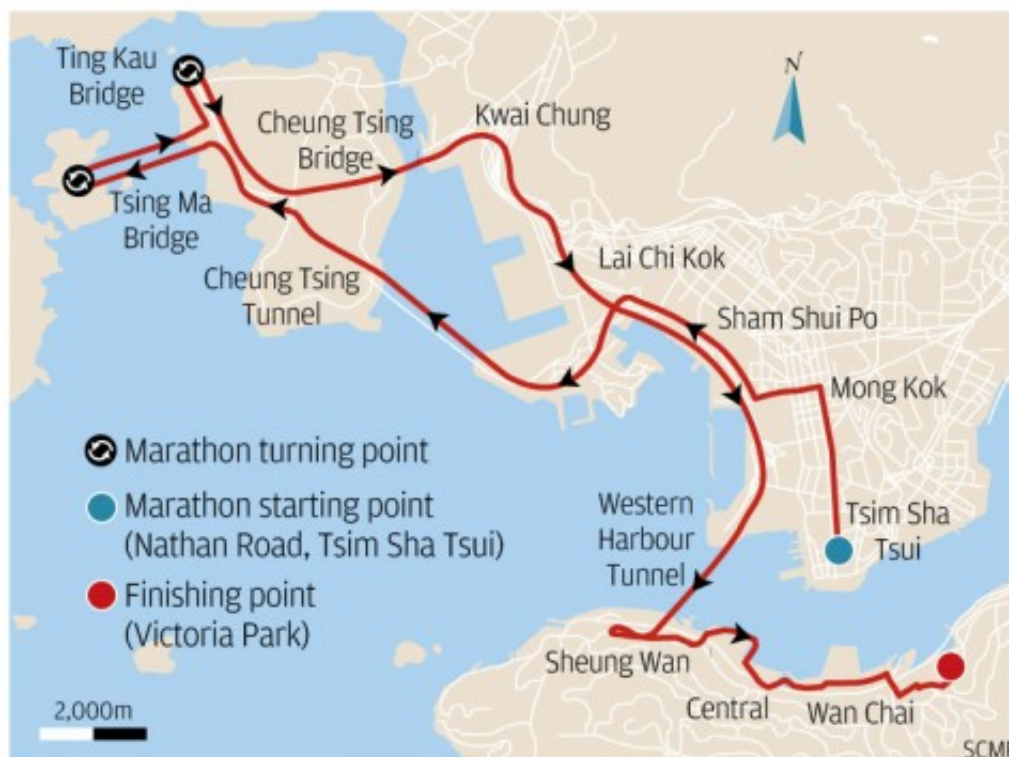 N
Ting Kau
Bridge
Cheung Tsing
Bridge
Kwai Chung
Tsing Ma
Bridge
Cheung Tsing
Tunnel
Lai Chi Kok
Sham Shui Po
Mong Kok
Marathon turning point
Marathon starting point
(Nathan Road, Tsim Sha Tsui)
Finishing point
(Victoria Park)
Western
Harbour
Tunnel
Tsim Sha
Tsui
Sheung Wan
Central
Wan Chai
2,000m
SCMP